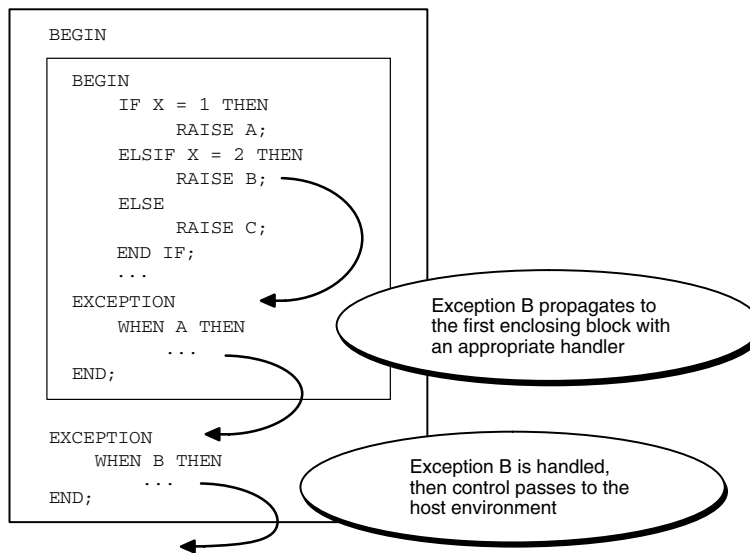 BEGIN
BEGIN
IF X = 1 THEN
RAISE A;
ELSIF X = 2 THEN
RAISE B;
ELSE
RAISE C;
END IF;
...
EXCEPTION
WHEN A THEN
...
END;
Exception B propagates to
the first enclosing block with
an appropriate handler
EXCEPTION
WHEN B THEN
...
END;
Exception B is handled,
then control passes to the
host environment